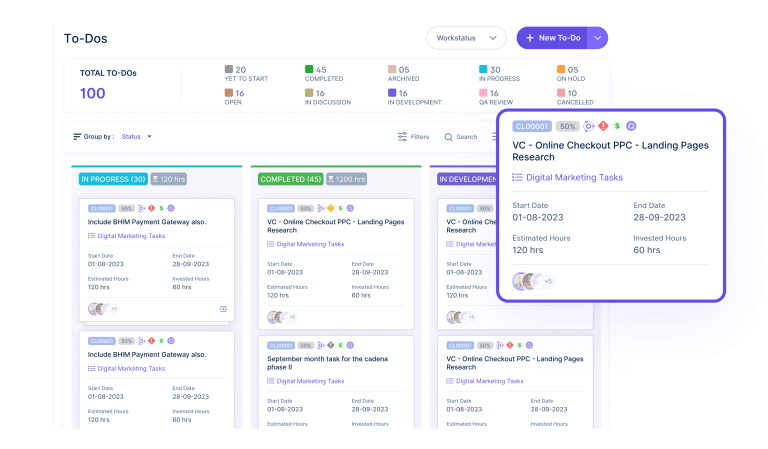 To-Dos
Workstatus
+ New To-Do
TOTAL TO-DOs
100
20
YET TO START
45
COMPLETED
05
ARCHIVED
30
IN PROGRESS
05
ON HOLD
16
OPEN
16
IN DISCUSSION
16
IN DEVELOPMENT
16
QA REVIEW
10
CANCELLED
Group by : Status
Filters
Search
IN PROGRESS (30) 120 hrs
CL00001 50% $
Include BHIM Payment Gateway also.
Digital Marketing Tasks
Start Date End Date
01-08-2023 28-09-2023
Estimated Hours Invested Hours
120 hrs 60 hrs
+5
CL00001 50% $
Include BHIM Payment Gateway also.
Digital Marketing Tasks
Start Date End Date
01-08-2023 28-09-2023
Estimated Hours Invested Hours
120 hrs 60 hrs
COMPLETED (45) 1200 hrs
CL00001 50% $
VC - Online Checkout PPC - Landing Pages
Research
Digital Marketing Tasks
Start Date End Date
01-08-2023 28-09-2023
Estimated Hours Invested Hours
120 hrs 60 hrs
+5
CL00001 50% $
September month task for the cadena
phase II
Digital Marketing Tasks
Start Date End Date
01-08-2023 28-09-2023
Estimated Hours Invested Hours
IN DEVELOPMEN
CL00001 50%
VC - Online Che
Research
Digital Marketing
Start Date
01-08-2023
Estimated Hours
120 hrs
+5
CL00001 50% $
VC - Online Checkout PPC - Landing Pages
Research
Digital Marketing Tasks
Start Date End Date
01-08-2023 28-09-2023
Estimated Hours Invested Hours
CL00001 50% $
VC - Online Checkout PPC - Landing Pages
Research
Digital Marketing Tasks
Start Date End Date
01-08-2023 28-09-2023
Estimated Hours Invested Hours
120 hrs 60 hrs
+5